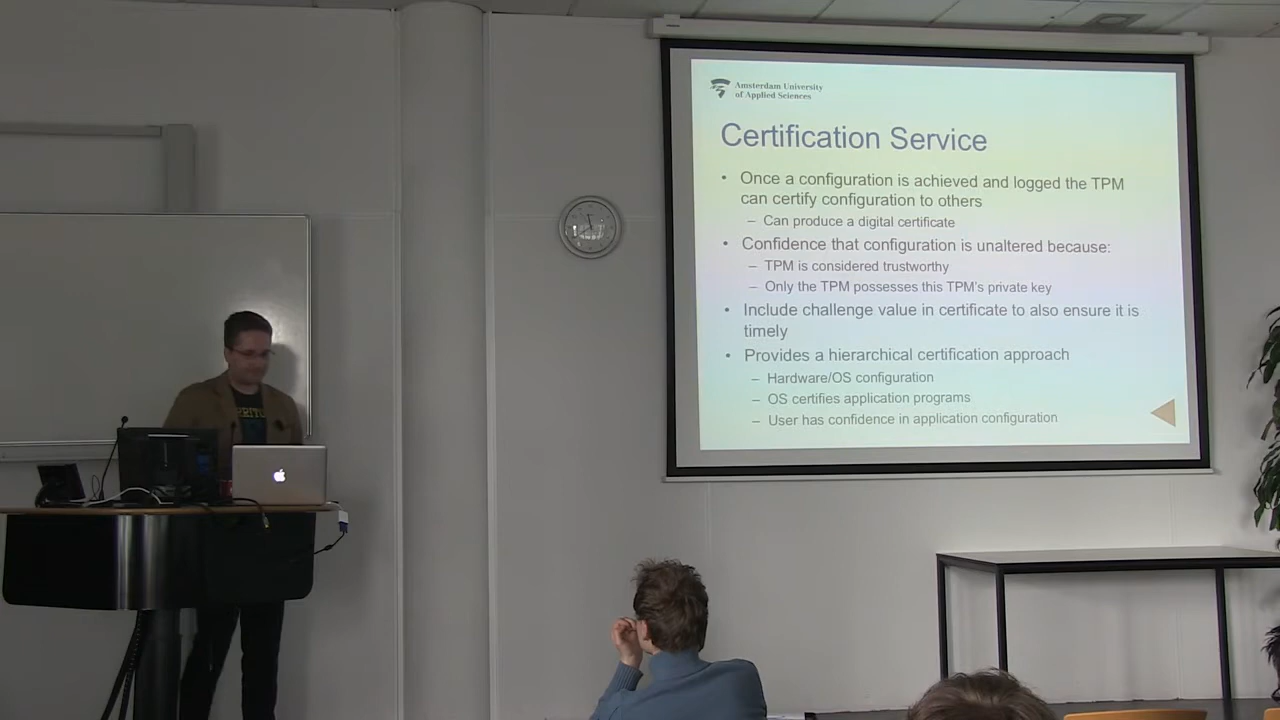 Amsterdam University
of Applied Sciences
Certification Service
• Once a configuration is achieved and logged the TPM
can certify configuration to others
– Can produce a digital certificate
• Confidence that configuration is unaltered because:
– TPM is considered trustworthy
– Only the TPM possesses this TPM's private key
• Include challenge value in certificate to also ensure it is
timely
• Provides a hierarchical certification approach
– Hardware/OS configuration
– OS certifies application programs
– User has confidence in application configuration